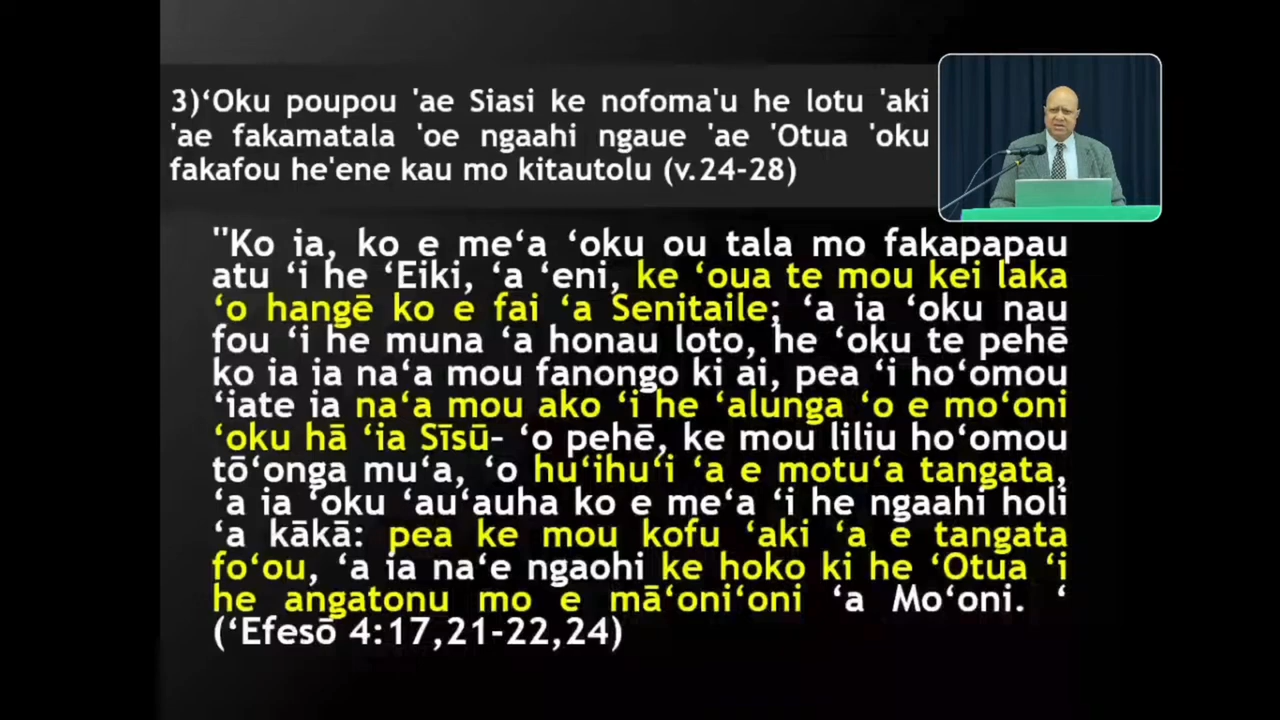 3)‘Oku poupou 'ae Siasi ke nofoma'u he lotu 'aki
'ae fakamatala 'oe ngaahi ngaue 'ae 'Otua 'oku
fakafou he'ene kau mo kitautolu (v.24-28)
"Ko ia, ko e me‘a ‘oku ou tala mo fakapapau
atu ‘i he ‘Eiki, ‘a ‘eni, ke ‘oua te mou kei laka
‘o hangē ko e fai ‘a Senitaile; ‘a ia ‘oku nau
fou ‘i he muna ‘a honau loto, he ‘oku te pehē
ko ia ia na‘a mou fanongo ki ai, pea ‘i ho‘omou
‘iate ia na‘a mou ako ‘i he ‘alunga ‘o e mo‘oni
‘oku hā ‘ia Sīsū– ‘o pehē, ke mou liliu ho‘omou
tō‘onga mu‘a, ‘o hu‘ihu‘i ‘a e motu‘a tangata,
‘a ia ‘oku ‘au‘auha ko e me‘a ‘i he ngaahi holi
‘a kākā: pea ke mou kofu ‘aki ‘a e tangata
fo‘ou, ‘a ia na‘e ngaohi ke hoko ki he ‘Otua ‘i
he angatonu mo e mā‘oni‘oni ‘a Mo‘oni. ‘
(‘Efesō 4:17,21-22,24)